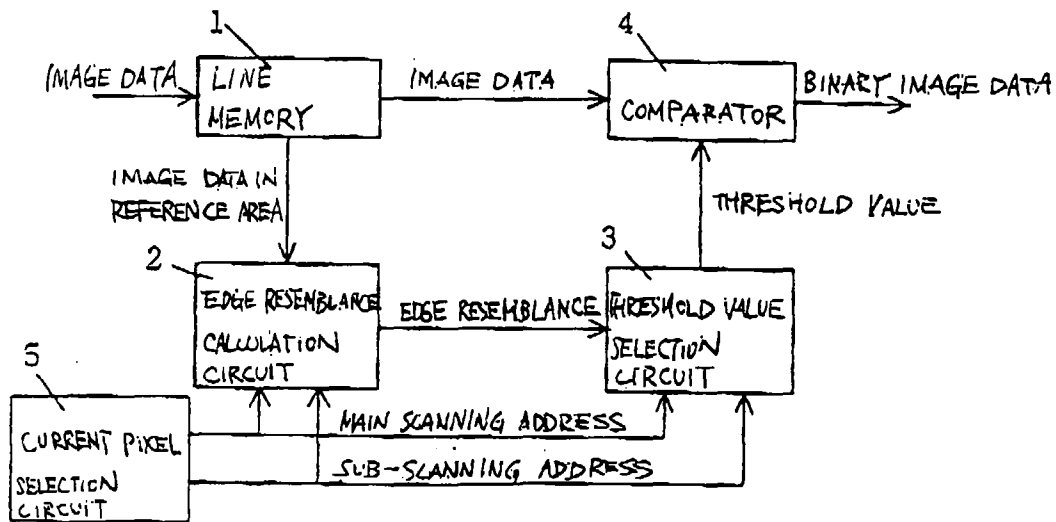 1
4
IMAGE DATA
LINE
MEMORY
IMAGE DATA
COMPARATOR
BINARY IMAGE DATA
IMAGE DATA IN
REFERENCE AREA
THRESHOLD VALUE
2
3
EDGE RESEMBLANCE
CALCULATION
CIRCUIT
EDGE RESEMBLANCE
THRESHOLD VALUE
SELECTION
CIRCUIT
5
CURRENT PIXEL
SELECTION
CIRCUIT
MAIN SCANNING ADDRESS
SUB-SCANNING ADDRESS